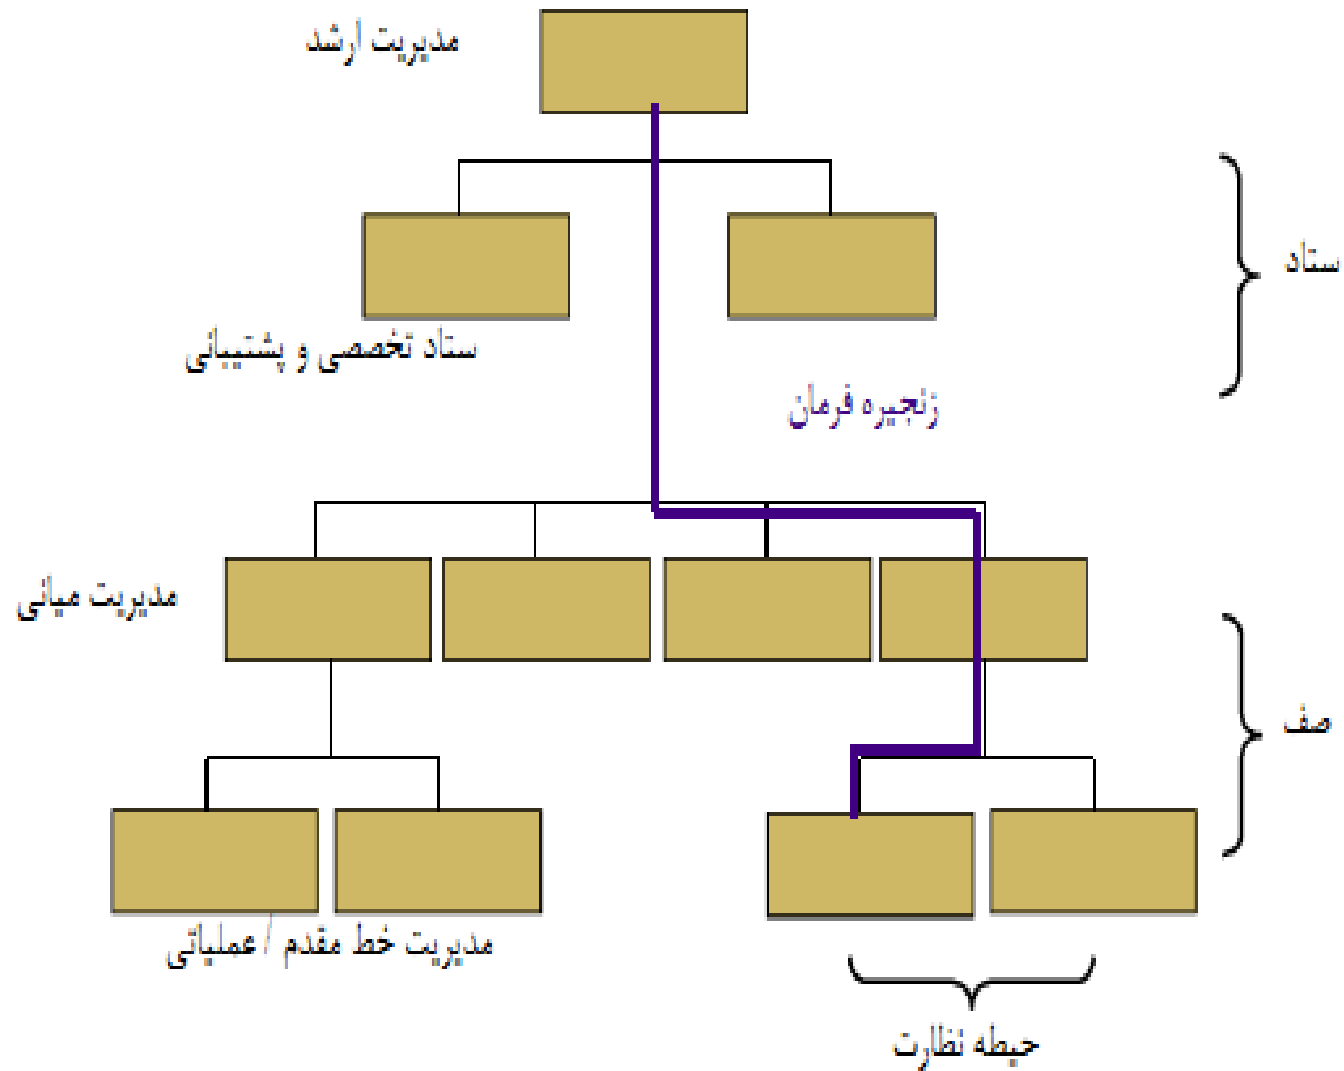 مدیریت ارشد
ستاد
ستاد تخصصی و پشتیبانی
زنجیره فرمان
مدیریت میانی
صف
مدیریت خط مقدم / عملیاتی
حیطه نظارت